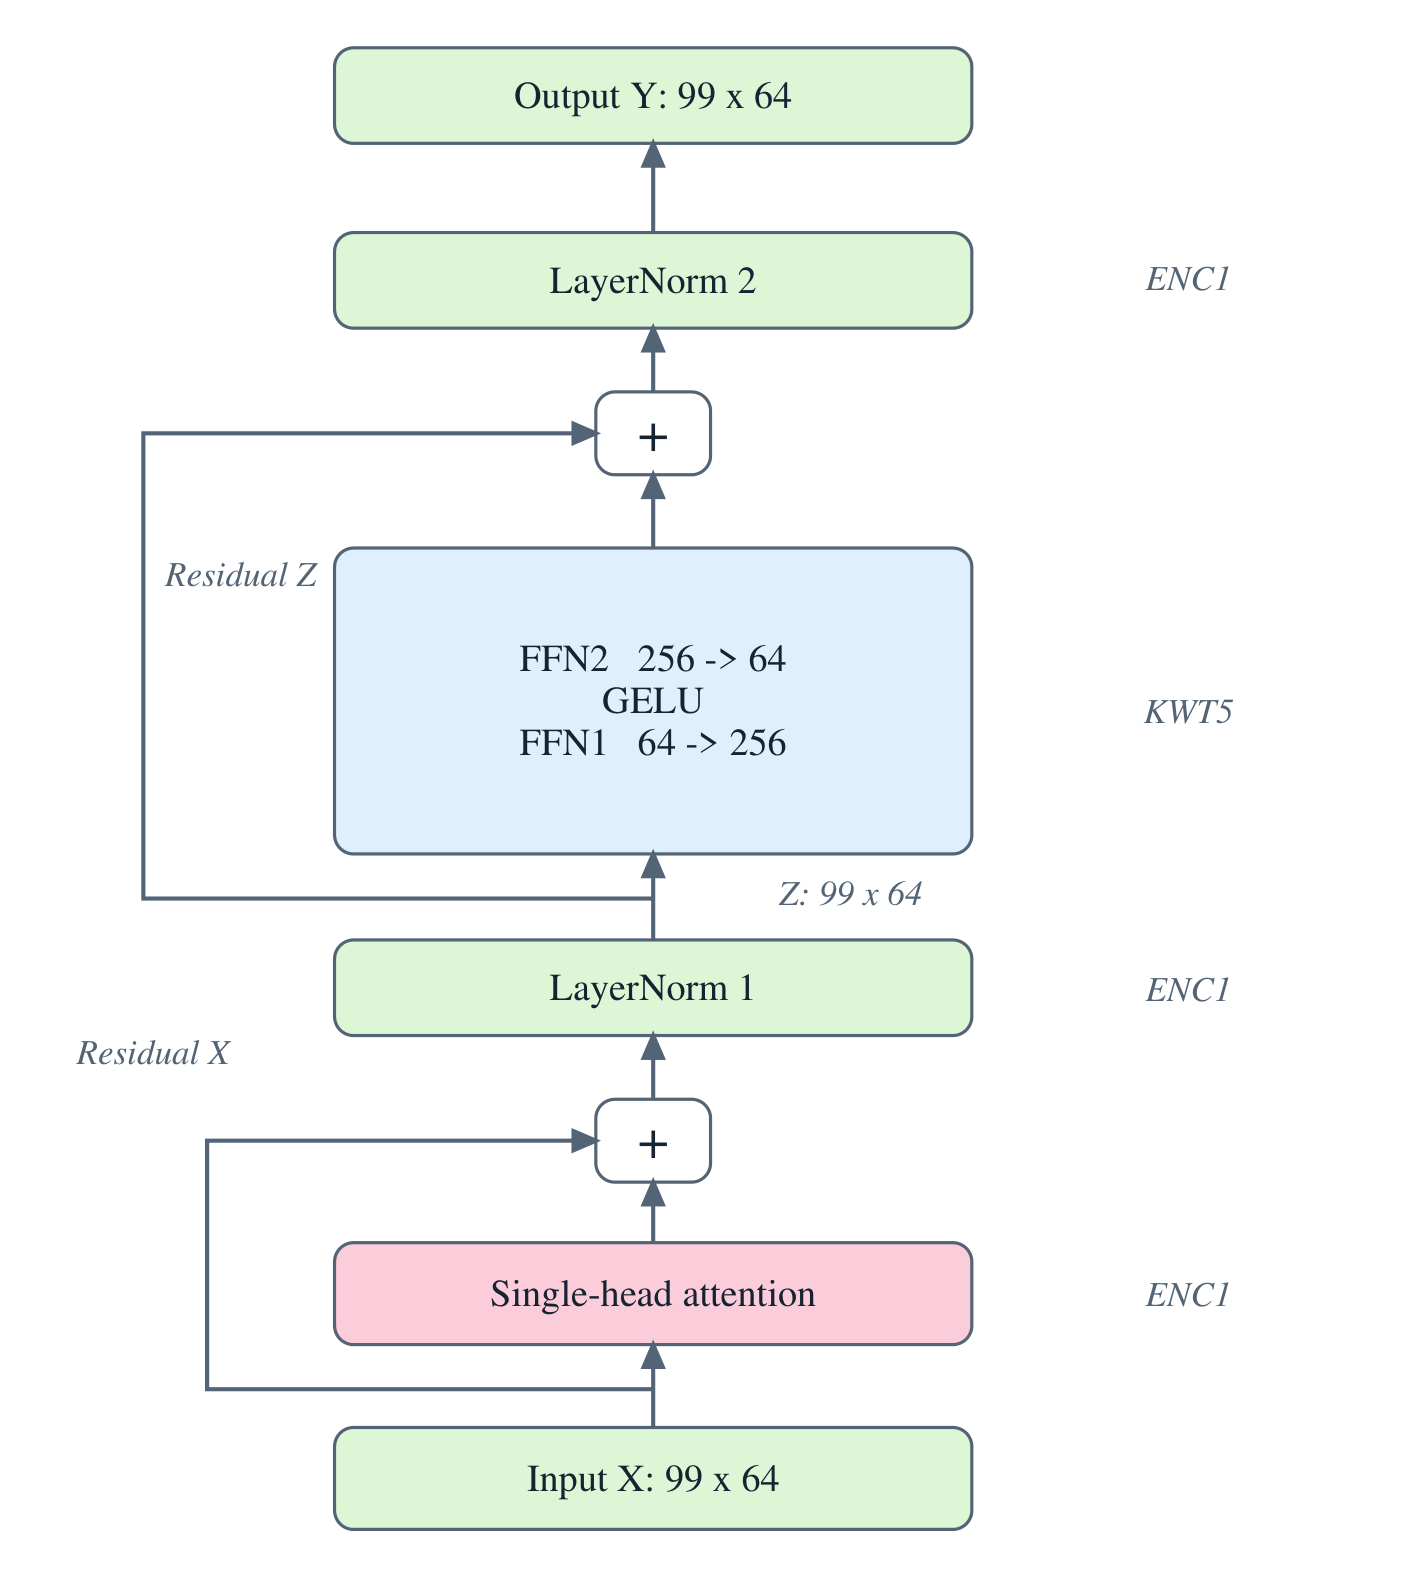 Output Y: 99 x 64
LayerNorm 2
ENC1
+
Residual Z
FFN2   256 -> 64
GELU
FFN1   64 -> 256
KWT5
Z: 99 x 64
LayerNorm 1
ENC1
Residual X
+
Single-head attention
ENC1
Input X: 99 x 64